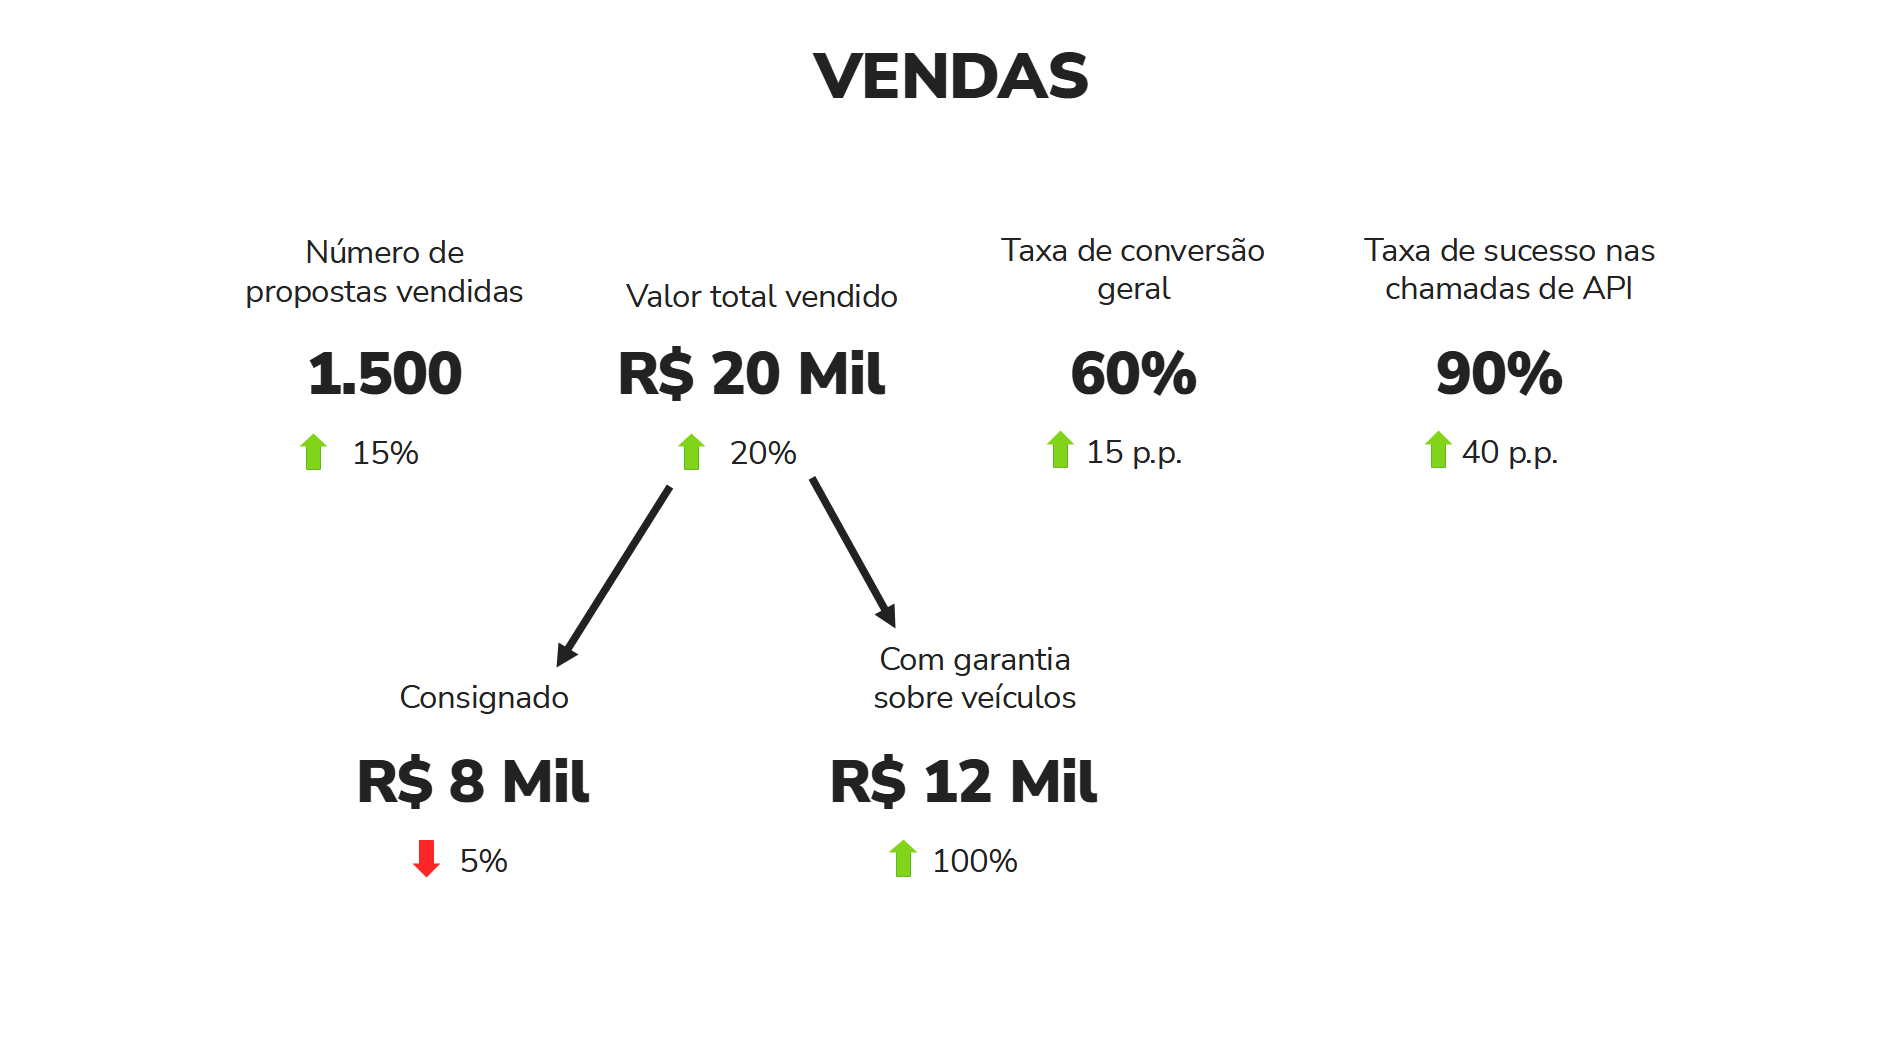 VENDAS
Número de
propostas vendidas
1.500
15%
Valor total vendido
R$ 20 Mil
20%
Taxa de conversão
geral
60%
15 p.p.
Taxa de sucesso nas
chamadas de API
90%
40 p.p.
Consignado
R$ 8 Mil
5%
Com garantia
sobre veículos
R$ 12 Mil
100%